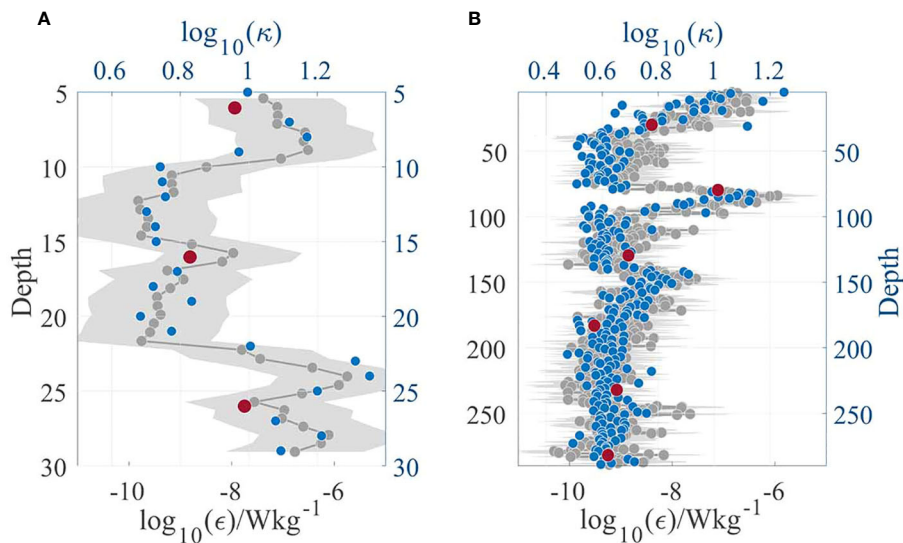 A
log10(κ)
0.6 0.8 1 1.2
5 5
10 10
15 15
20 20
25 25
30 30
Depth
-10 -8 -6
log10(ϵ)/Wkg-1
B
log10(κ)
0.4 0.6 0.8 1 1.2
50 50
100 100
150 150
200 200
250 250
Depth
-10 -8 -6
log10(ϵ)/Wkg-1